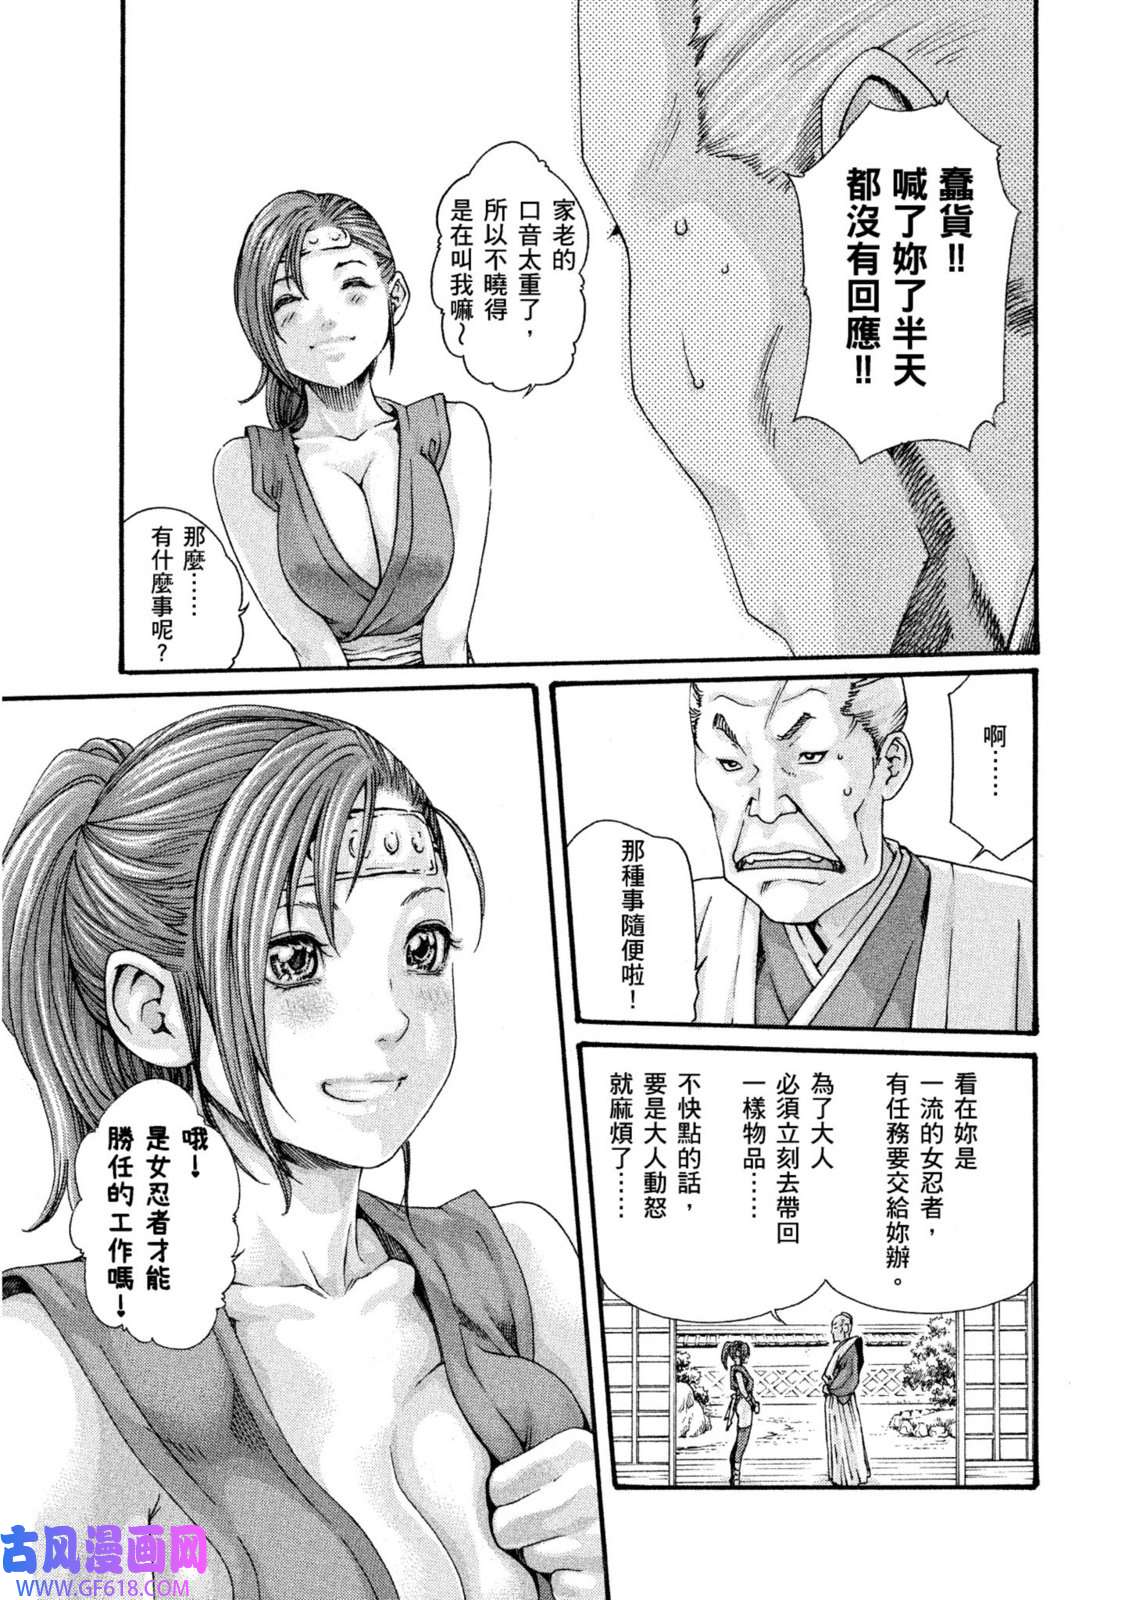 蠢貨!!
喊了妳了半天
都沒有回應!!
家老的
口音太重了，
所以不曉得
是在叫我嘛~
那麼……
有什麼事呢？
啊……
那種事隨便啦！
看在妳是
一流的女忍者，
有任務要交給妳辦。
為了大人
必須立刻去帶回
一樣物品……
不快點的話，
要是大人動怒
就麻煩了……
哦！
是女忍者才能
勝任的工作嗎！
古风漫画网
WWW.GF618.COM